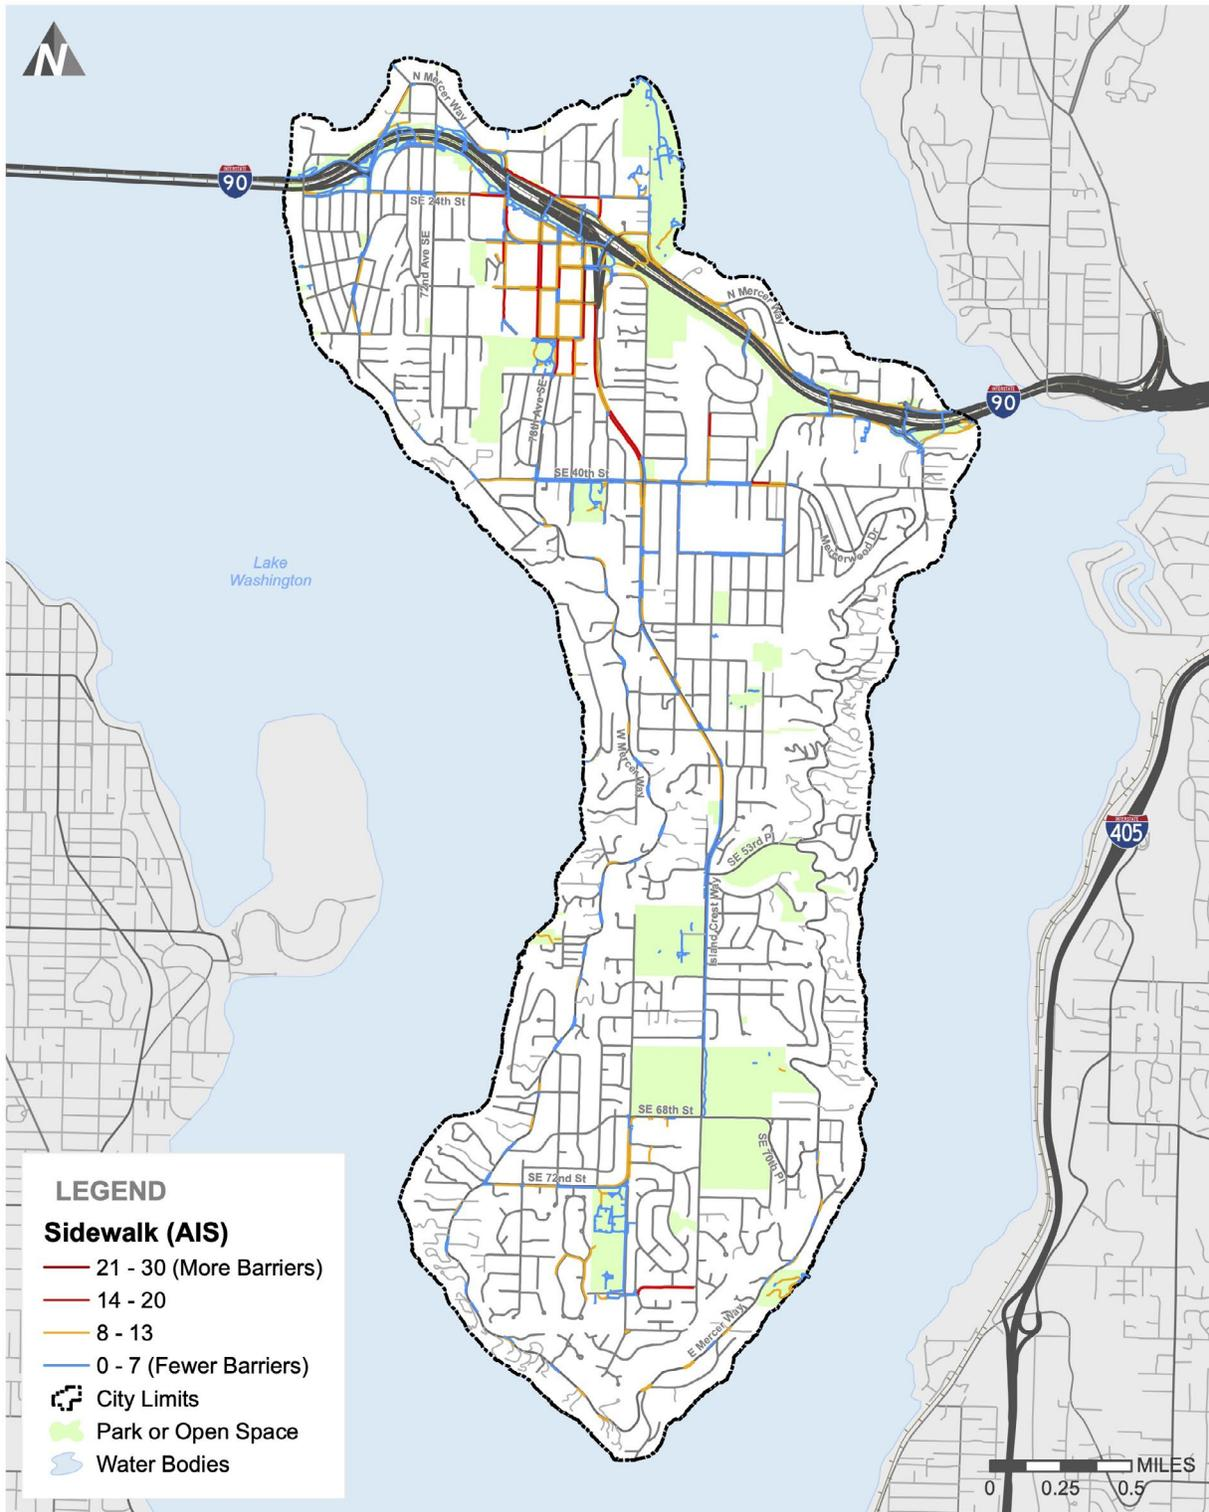 N
N Mercer Way
INTERSTATE
90
SE 24th St
72nd Ave SE
N Mercer Way
INTERSTATE
90
78th Ave SE
SE 40th St
Mercerwood Dr
Lake
Washington
W Mercer Way
INTERSTATE
405
SE 53rd Pl
Island Crest Way
SE 68th St
SE 70th Pl
SE 72nd St
E Mercer Way
LEGEND
Sidewalk (AIS)
21 - 30 (More Barriers)
14 - 20
8 - 13
0 - 7 (Fewer Barriers)
City Limits
Park or Open Space
Water Bodies
MILES
0 0.25 0.5